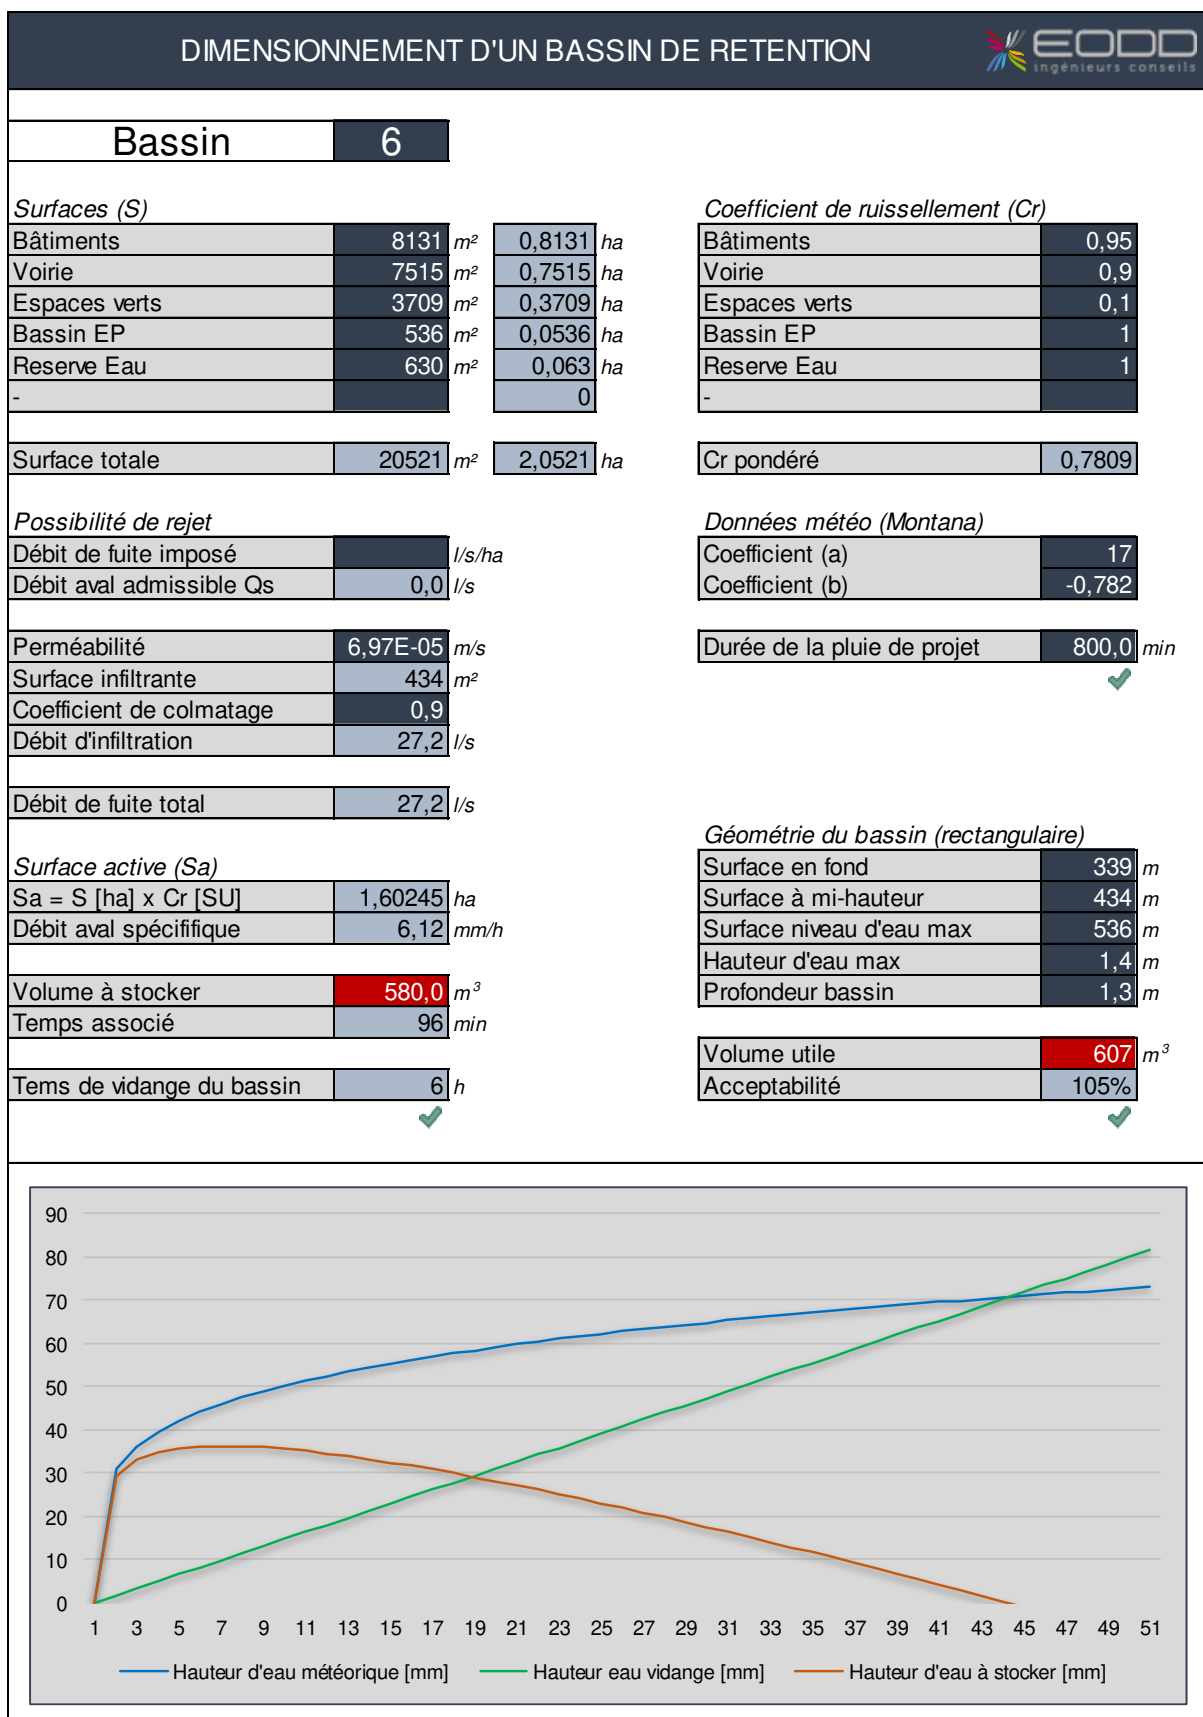 DIMENSIONNEMENT D'UN BASSIN DE RETENTION
EODD
ingénieurs conseils
Bassin 6
Surfaces (S)
Bâtiments 8131 m² 0,8131 ha
Voirie 7515 m² 0,7515 ha
Espaces verts 3709 m² 0,3709 ha
Bassin EP 536 m² 0,0536 ha
Reserve Eau 630 m² 0,063 ha
- 0
Surface totale 20521 m² 2,0521 ha
Coefficient de ruissellement (Cr)
Bâtiments 0,95
Voirie 0,9
Espaces verts 0,1
Bassin EP 1
Reserve Eau 1
-
Cr pondéré 0,7809
Possibilité de rejet
Débit de fuite imposé l/s/ha
Débit aval admissible Qs 0,0 l/s
Perméabilité 6,97E-05 m/s
Surface infiltrante 434 m²
Coefficient de colmatage 0,9
Débit d'infiltration 27,2 l/s
Débit de fuite total 27,2 l/s
Données météo (Montana)
Coefficient (a) 17
Coefficient (b) -0,782
Durée de la pluie de projet 800,0 min
Surface active (Sa)
Sa = S [ha] x Cr [SU] 1,60245 ha
Débit aval spécififique 6,12 mm/h
Volume à stocker 580,0 m³
Temps associé 96 min
Tems de vidange du bassin 6 h
Géométrie du bassin (rectangulaire)
Surface en fond 339 m
Surface à mi-hauteur 434 m
Surface niveau d'eau max 536 m
Hauteur d'eau max 1,4 m
Profondeur bassin 1,3 m
Volume utile 607 m³
Acceptabilité 105%
90
80
70
60
50
40
30
20
10
0
1 3 5 7 9 11 13 15 17 19 21 23 25 27 29 31 33 35 37 39 41 43 45 47 49 51
Hauteur d'eau météorique [mm] Hauteur eau vidange [mm] Hauteur d'eau à stocker [mm]